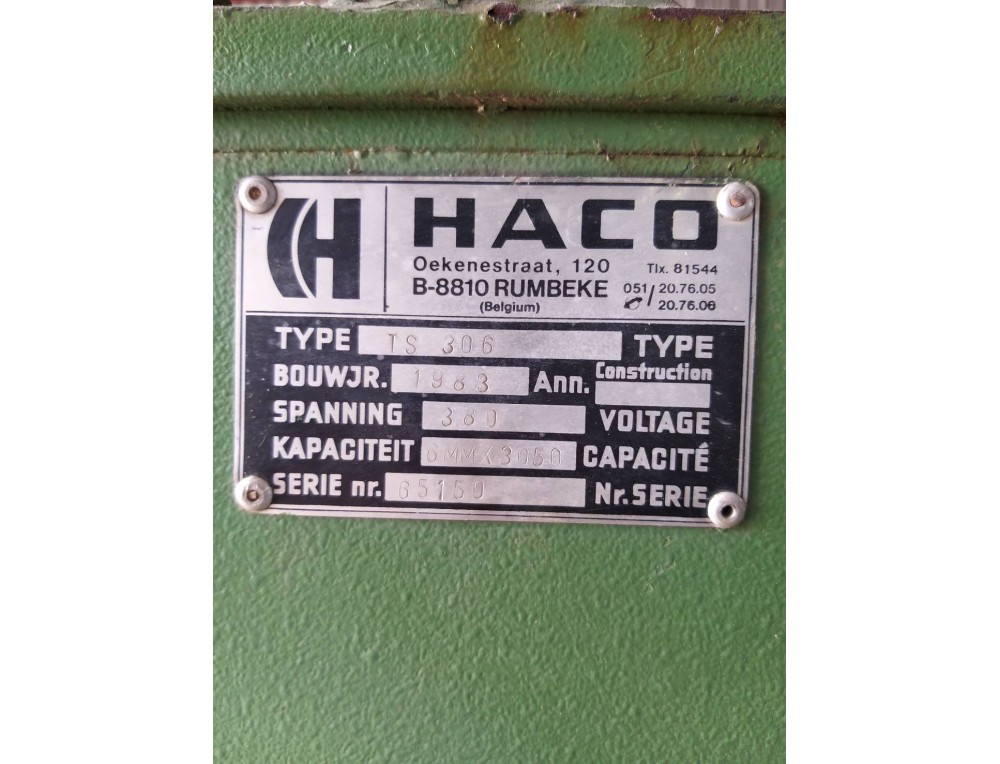 H HACO
Oekenestraat, 120 Tlx. 81544
B-8810 RUMBEKE 051/ 20.76.05
(Belgium) 20.76.06
TYPE TS 306 TYPE
BOUWJR. 1983 Ann. Construction
SPANNING 380 VOLTAGE
KAPACITEIT 6MMX3050 CAPACITÉ
SERIE nr. 65150 Nr. SERIE